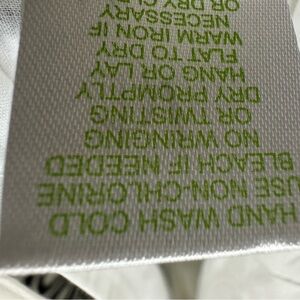 HAND WASH COLD
USE NON-CHLORINE
BLEACH IF NEEDED
NO WRINGING
OR TWISTING
DRY PROMPTLY
HANG OR LAY
FLAT TO DRY
WARM IRON IF
NECESSARY
OR DRY